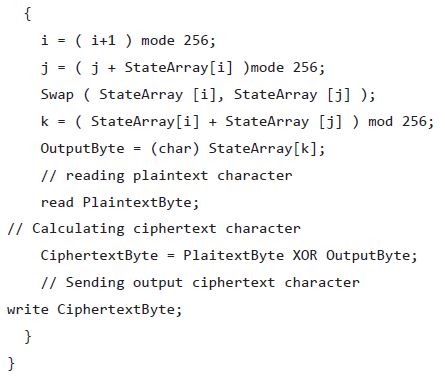 {
i = ( i+1 ) mode 256;
j = ( j + StateArray[i] )mode 256;
Swap ( StateArray [i], StateArray [j] );
k = ( StateArray[i] + StateArray [j] ) mod 256;
OutputByte = (char) StateArray[k];
// reading plaintext character
read PlaintextByte;
// Calculating ciphertext character
CiphertextByte = PlaitextByte XOR OutputByte;
// Sending output ciphertext character
write CiphertextByte;
}
}